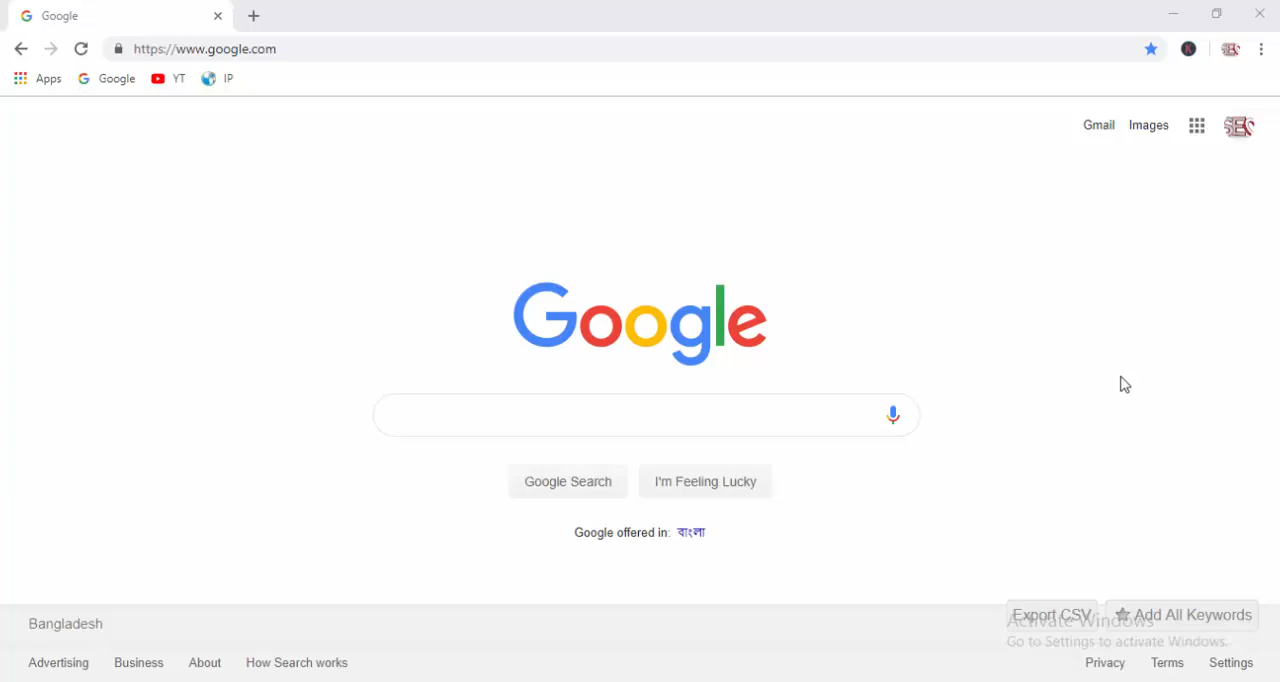 Google
https://www.google.com
Apps Google YT IP
Gmail Images
Google
Google Search I'm Feeling Lucky
Google offered in: বাংলা
Export CSV Add All Keywords
Activate Windows
Bangladesh
Go to Settings to activate Windows.
Advertising Business About How Search works Privacy Terms Settings